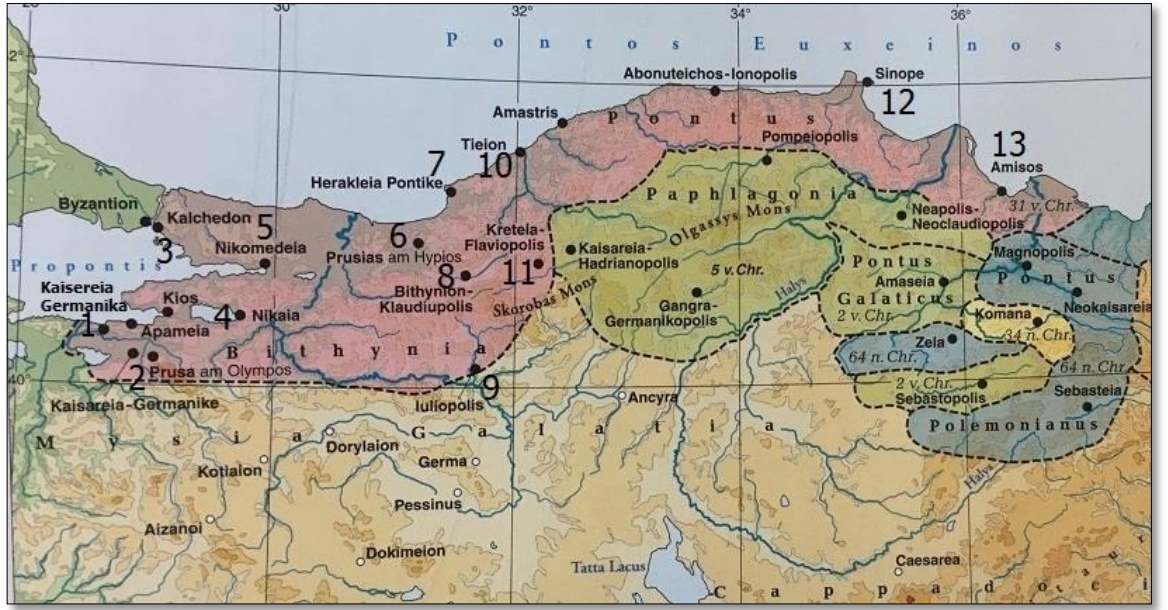 30°
32°
34°
36°
2°
Pontos Euxeinos
Abonuteichos-Ionopolis
Sinope
12
Amastris
Pontus
Pompeiopolis
13
Amisos
Tieion
10
7
Herakleia Pontike
31 v.Chr.
Byzantion
Kalchedon
5
3
Nikomedeia
6
Prusias am Hypios
Kreteia-
Flaviopolis
11
Paphlagonia
Olgassys Mons
Neapolis-
Neoclaudiopolis
Kaisareia-
Hadrianopolis
Magnopolis
Propontis
8
Bithynion-
Klaudiupolis
Skorobas Mons
5 v.Chr.
Halys
Pontus
Galaticus
2 v.Chr.
Amaseia
Pontus
Neokaisareia
Kaisereia
Germanika
1
Kios
4
Nikaia
Apameia
Gangra-
Germanikopolis
Komana
34 n.Chr.
Zela
64 n.Chr.
64 n.Chr.
Bithynia
2
Prusa am Olympos
9
40°
2 v.Chr.
Sebastopolis
Sebasteia
Kaisareia-Germanike
Iuliopolis
Ancyra
Polemonianus
Mysia
Galatia
Dorylaion
Kotiaion
Germa
Halys
Pessinus
Aizanoi
Dokimeion
Tatta Lacus
Caesarea